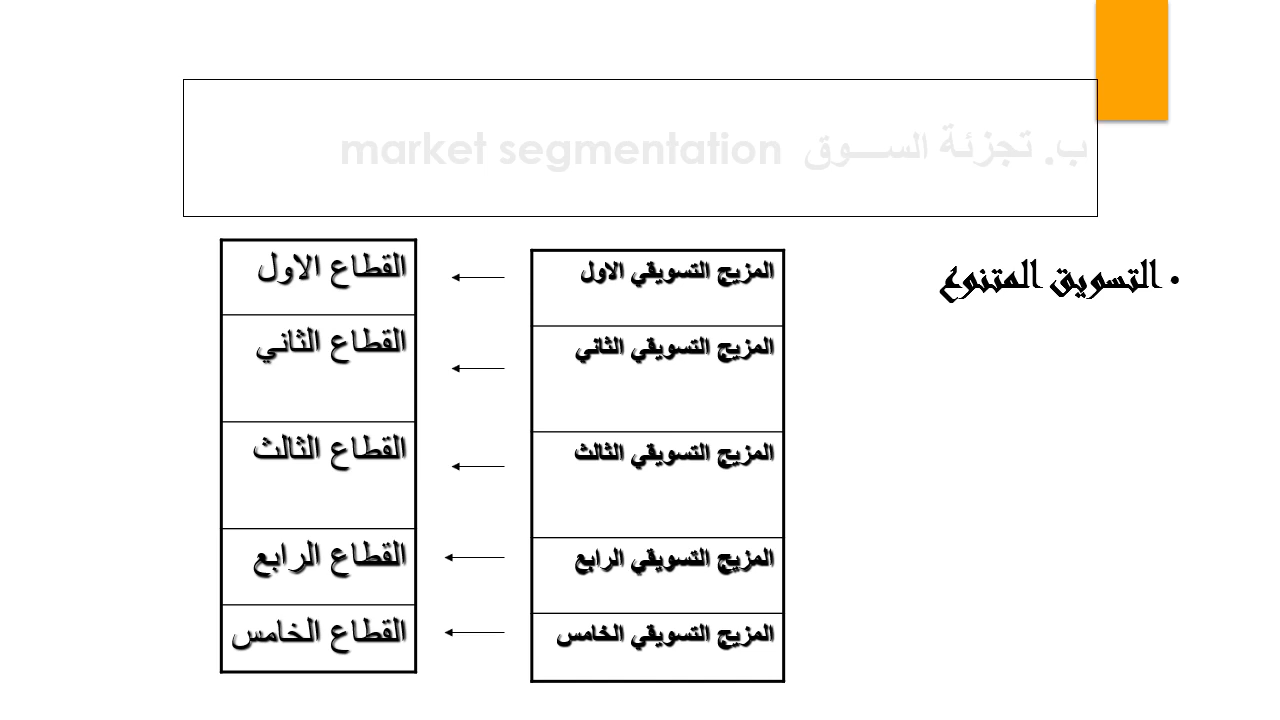 ب. تجزئة الســـوق market segmentation
• التسويق المتنوع
المزيج التسويقي الاول
المزيج التسويقي الثاني
المزيج التسويقي الثالث
المزيج التسويقي الرابع
المزيج التسويقي الخامس
القطاع الاول
القطاع الثاني
القطاع الثالث
القطاع الرابع
القطاع الخامس